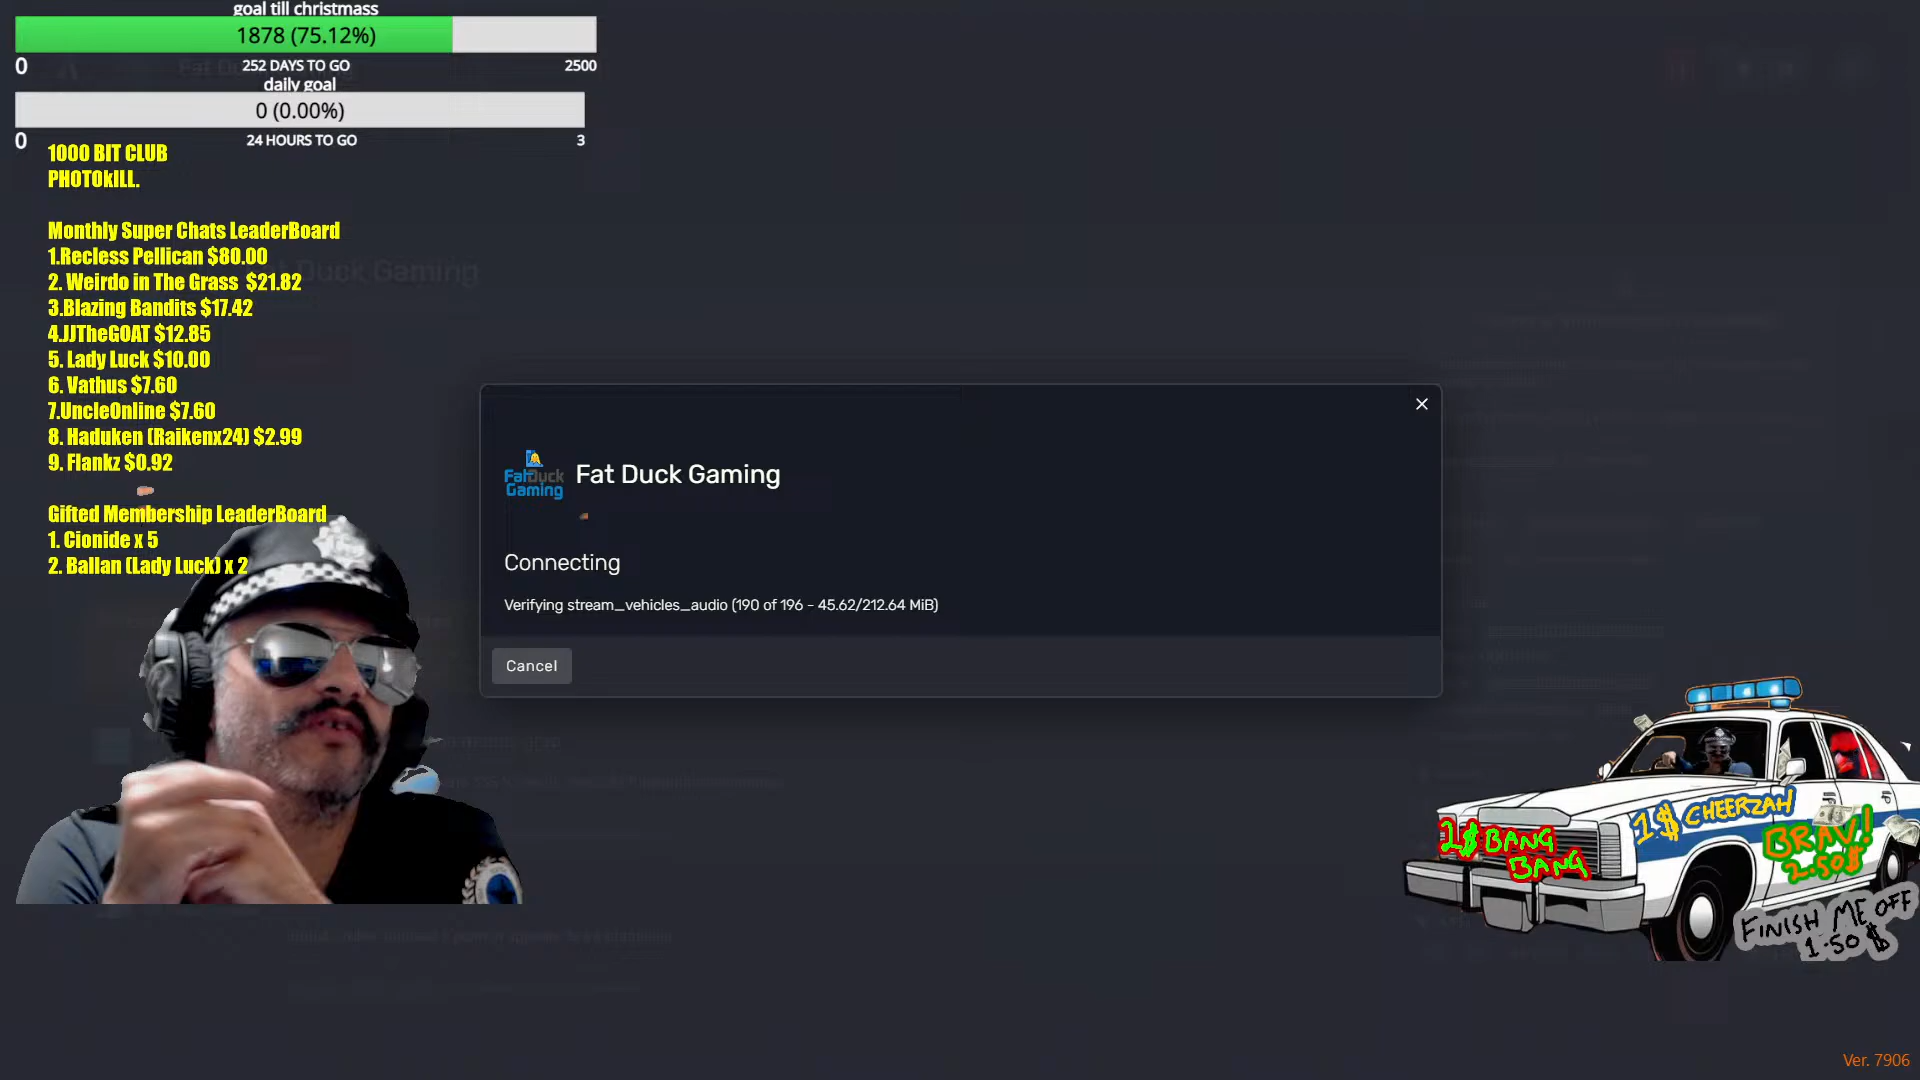 goal till christmass
1878 (75.12%)
0
252 DAYS TO GO
2500
daily goal
0 (0.00%)
0
24 HOURS TO GO
3
1000 BIT CLUB
PHOTOkILL.
Monthly Super Chats LeaderBoard
1.Recless Pellican $80.00
2. Weirdo in The Grass $21.82
3.Blazing Bandits $17.42
4.JJTheGOAT $12.85
5. Lady Luck $10.00
6. Vathus $7.60
7.UncleOnline $7.60
8. Haduken (Raikenx24) $2.99
9. Flankz $0.92
Gifted Membership LeaderBoard
1. Cionide x 5
2. Ballan (Lady Luck) x 2
Fat Duck Gaming
FatDuck
Gaming
Fat Duck Gaming
Connecting
Verifying stream_vehicles_audio (190 of 196 - 45.62/212.64 MiB)
Cancel
1$ CHEERZAH
1$ BANG
BANG
BRAV!
2.50$
FINISH ME OFF
1.50 $
Ver. 7906